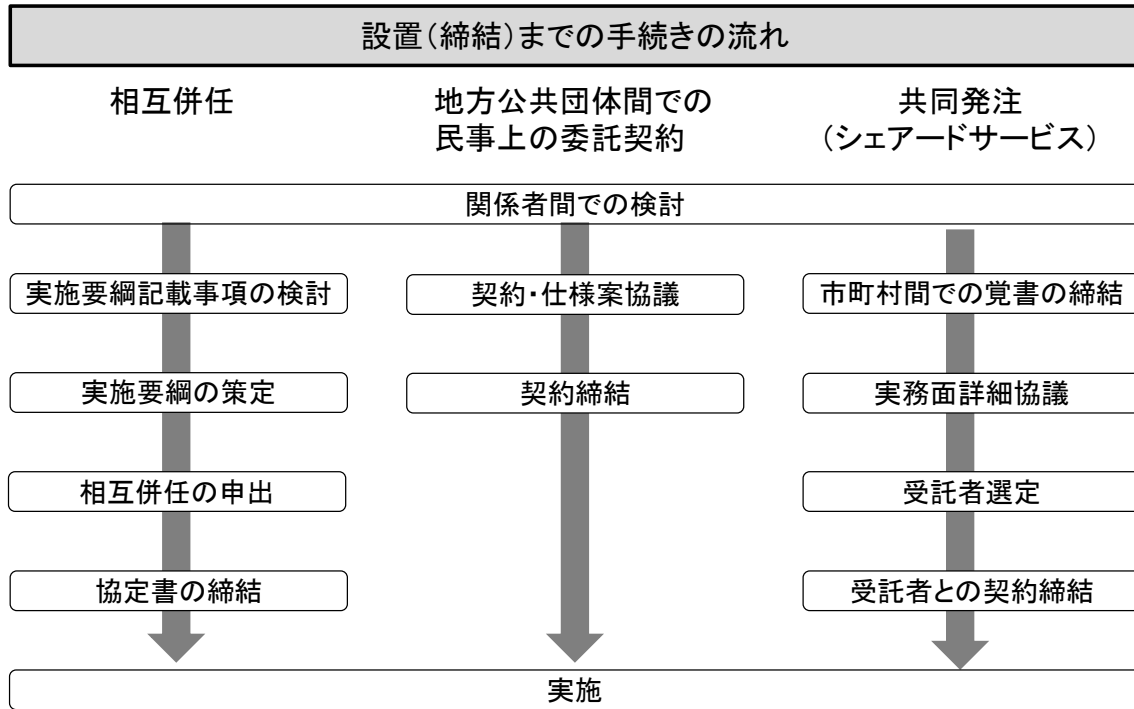 設置（締結）までの手続きの流れ
相互併任
地方公共団体間での
民事上の委託契約
共同発注
（シェアードサービス）
関係者間での検討
実施要綱記載事項の検討
実施要綱の策定
相互併任の申出
協定書の締結
契約・仕様案協議
契約締結
市町村間での覚書の締結
実務面詳細協議
受託者選定
受託者との契約締結
実施